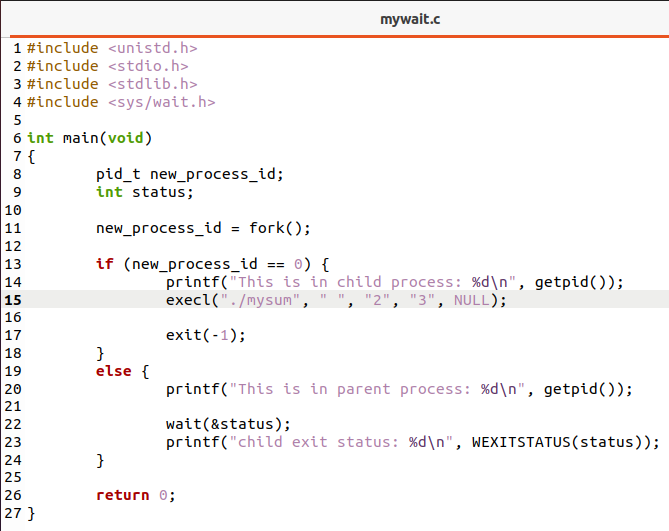 mywait.c
1 #include <unistd.h>
2 #include <stdio.h>
3 #include <stdlib.h>
4 #include <sys/wait.h>
5
6 int main(void)
7 {
8         pid_t new_process_id;
9         int status;
10
11         new_process_id = fork();
12
13         if (new_process_id == 0) {
14                 printf("This is in child process: %d\n", getpid());
15                 execl("./mysum", " ", "2", "3", NULL);
16
17                 exit(-1);
18         }
19         else {
20                 printf("This is in parent process: %d\n", getpid());
21
22                 wait(&status);
23                 printf("child exit status: %d\n", WEXITSTATUS(status));
24         }
25
26         return 0;
27 }